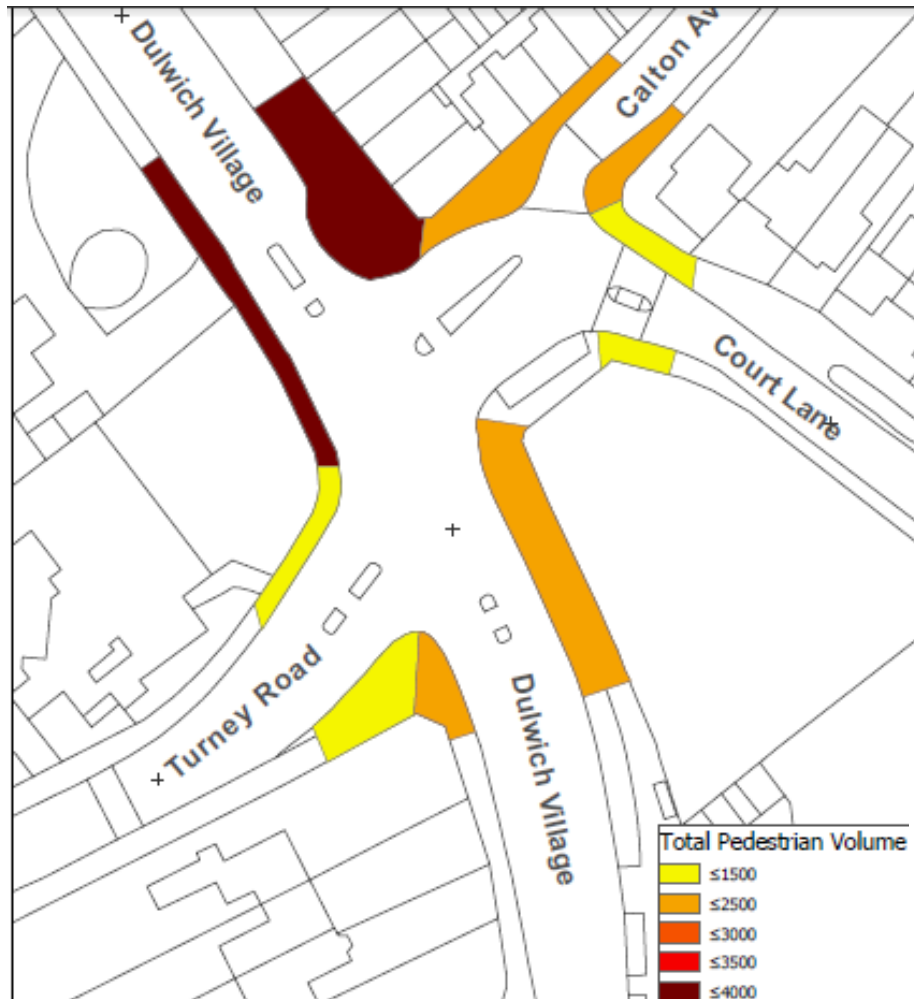 Dulwich Village
Calton Av
Court Lane
Turney Road
Dulwich Village
Total Pedestrian Volume
≤1500
≤2500
≤3000
≤3500
≤4000